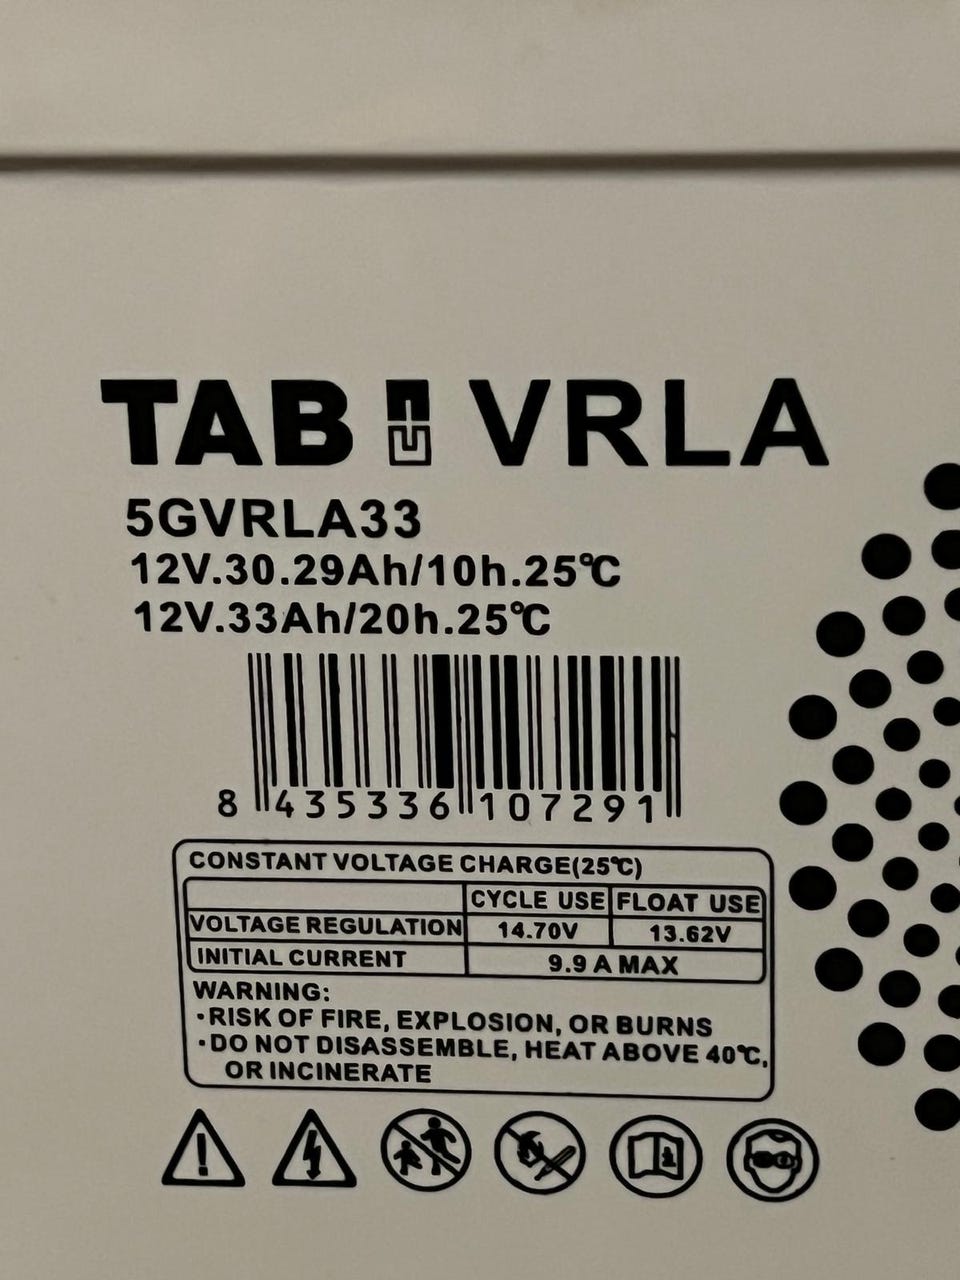 TAB VRLA
5GVRLA33
12V.30.29Ah/10h.25℃
12V.33Ah/20h.25℃
8 435336 107291
CONSTANT VOLTAGE CHARGE(25℃)
CYCLE USE FLOAT USE
VOLTAGE REGULATION 14.70V 13.62V
INITIAL CURRENT 9.9 A MAX
WARNING:
•RISK OF FIRE, EXPLOSION, OR BURNS
•DO NOT DISASSEMBLE, HEAT ABOVE 40℃,
OR INCINERATE